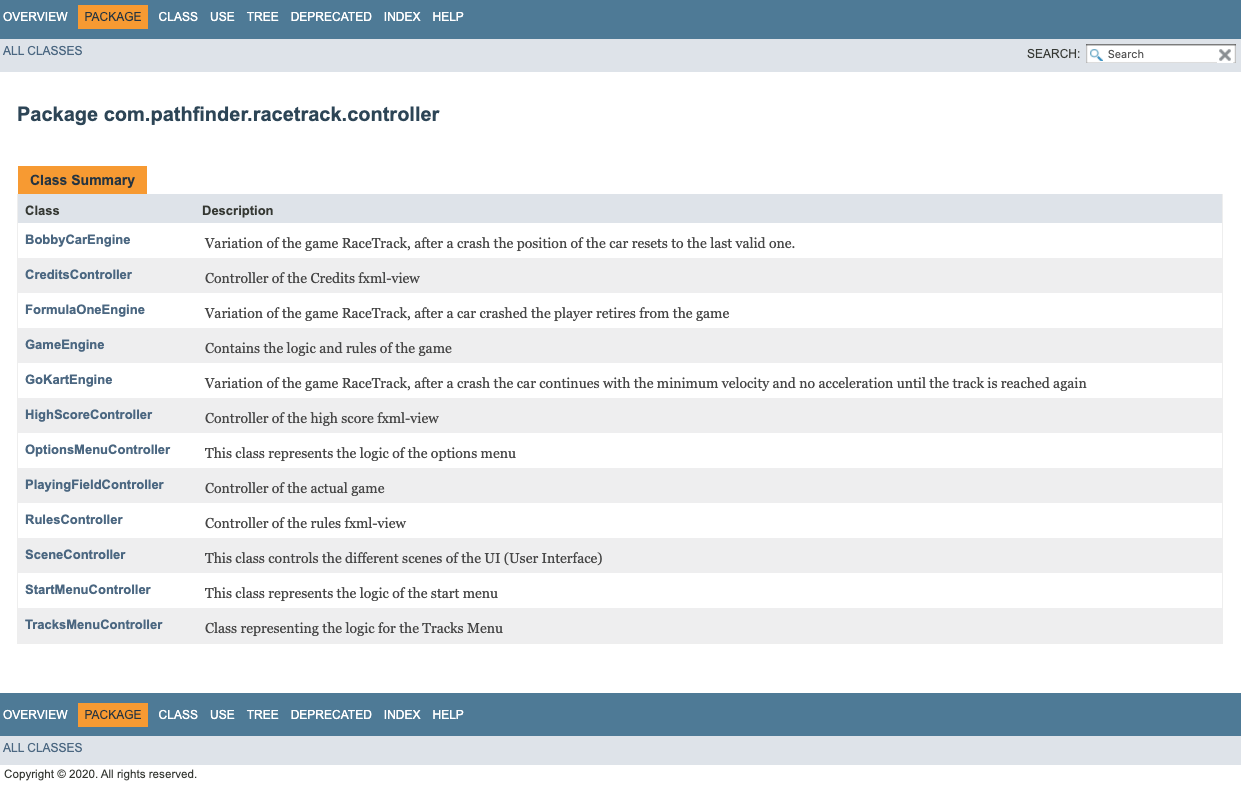 OVERVIEW PACKAGE CLASS USE TREE DEPRECATED INDEX HELP
ALL CLASSES SEARCH: Search
Package com.pathfinder.racetrack.controller
Class Summary
Class Description
BobbyCarEngine Variation of the game RaceTrack, after a crash the position of the car resets to the last valid one.
CreditsController Controller of the Credits fxml-view
FormulaOneEngine Variation of the game RaceTrack, after a car crashed the player retires from the game
GameEngine Contains the logic and rules of the game
GoKartEngine Variation of the game RaceTrack, after a crash the car continues with the minimum velocity and no acceleration until the track is reached again
HighScoreController Controller of the high score fxml-view
OptionsMenuController This class represents the logic of the options menu
PlayingFieldController Controller of the actual game
RulesController Controller of the rules fxml-view
SceneController This class controls the different scenes of the UI (User Interface)
StartMenuController This class represents the logic of the start menu
TracksMenuController Class representing the logic for the Tracks Menu
OVERVIEW PACKAGE CLASS USE TREE DEPRECATED INDEX HELP
ALL CLASSES
Copyright © 2020. All rights reserved.